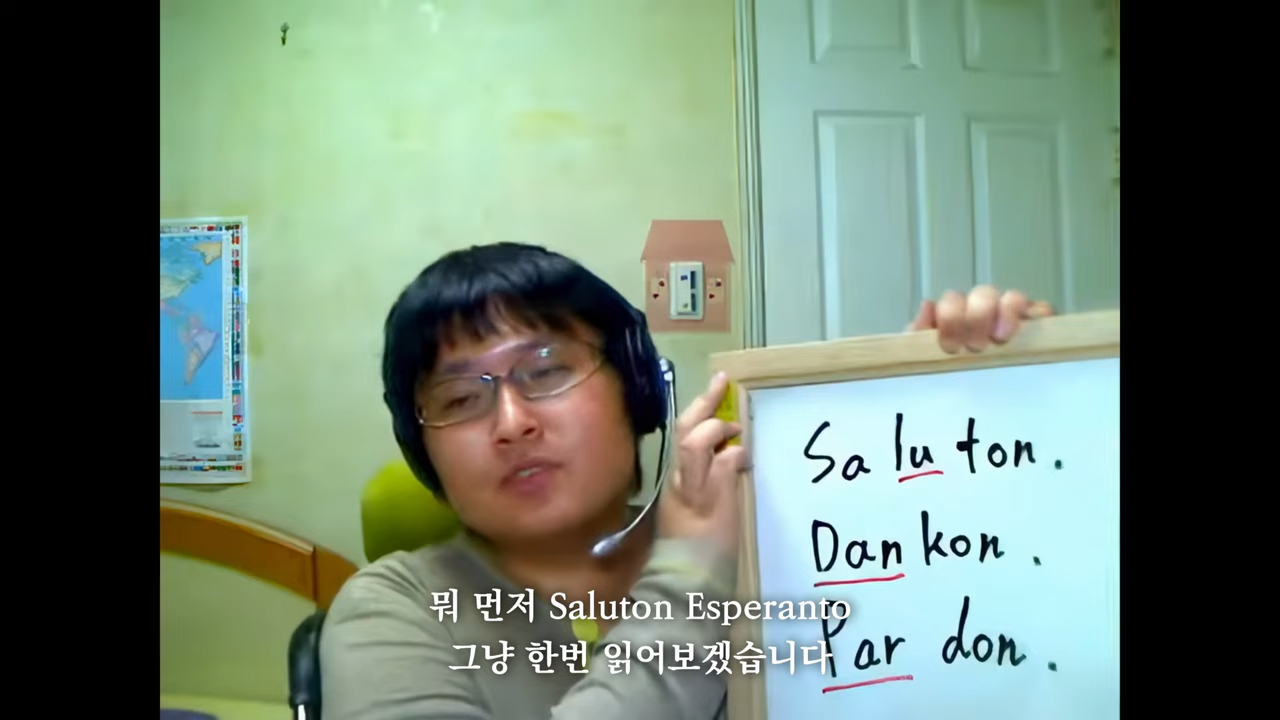 Saluton.
Dankon.
Pardon.
뭐 먼저 Saluton Esperanto
그냥 한번 읽어보겠습니다